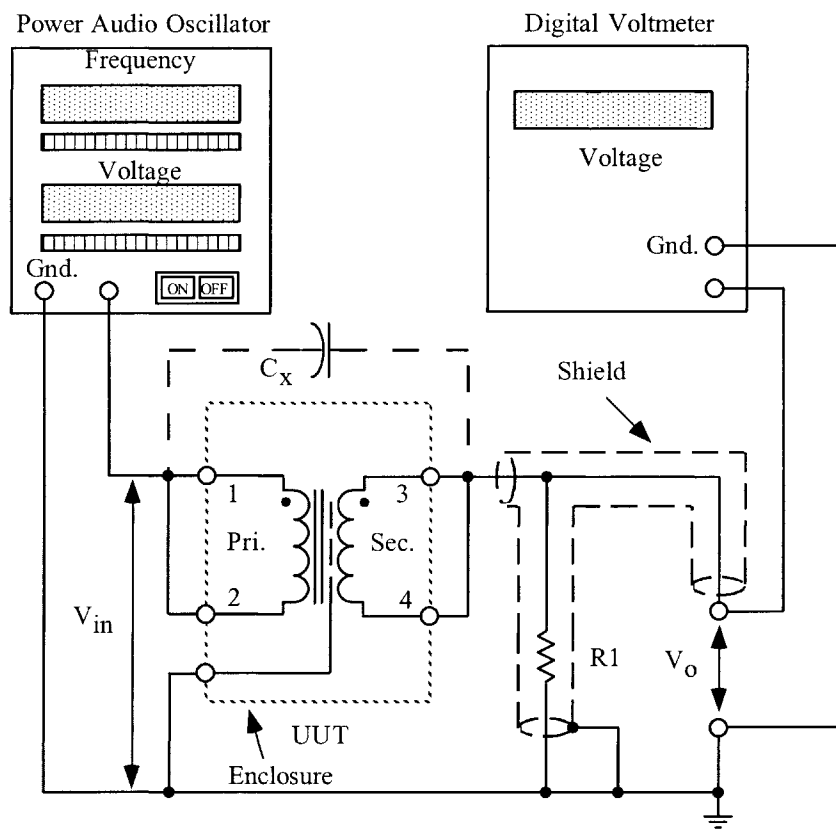 Power Audio Oscillator
Digital Voltmeter
Frequency
Voltage
Voltage
Gnd.
Gnd.
ON OFF
Cx
Shield
1
3
Pri.
Sec.
2
4
Vin
R1
Vo
UUT
Enclosure